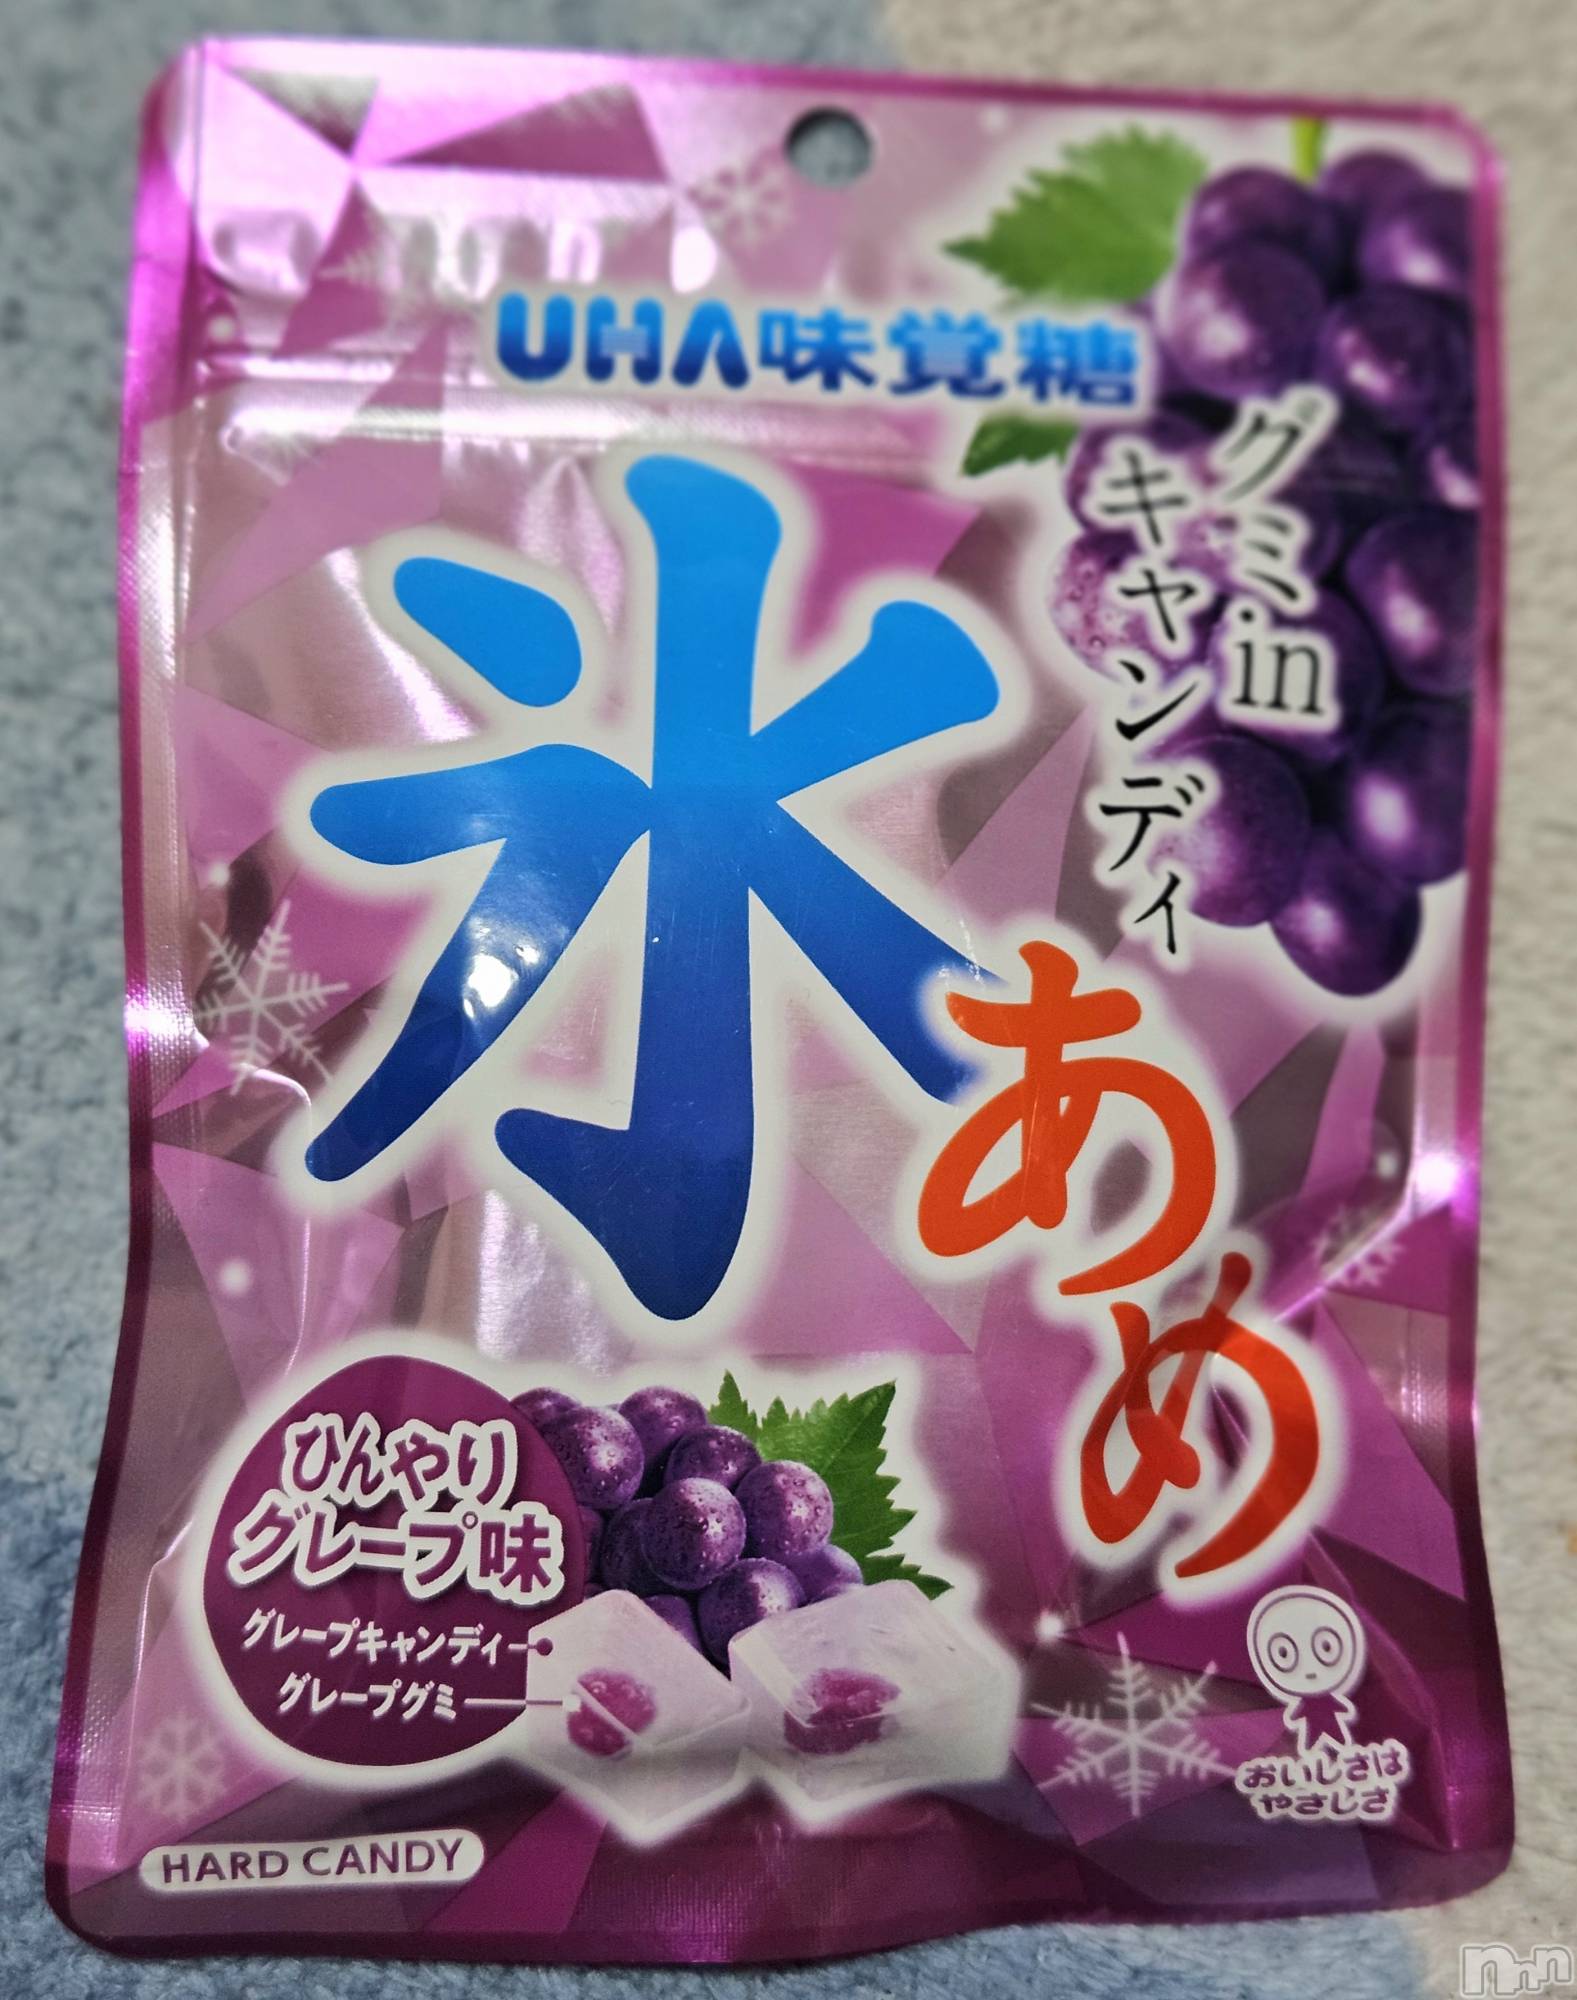 UHA味覚糖
グミin
キャンディ
氷
あめ
ひんやり
グレープ味
グレープキャンディ
グレープグミ
おいしさは
やさしさ
HARD CANDY
nnn